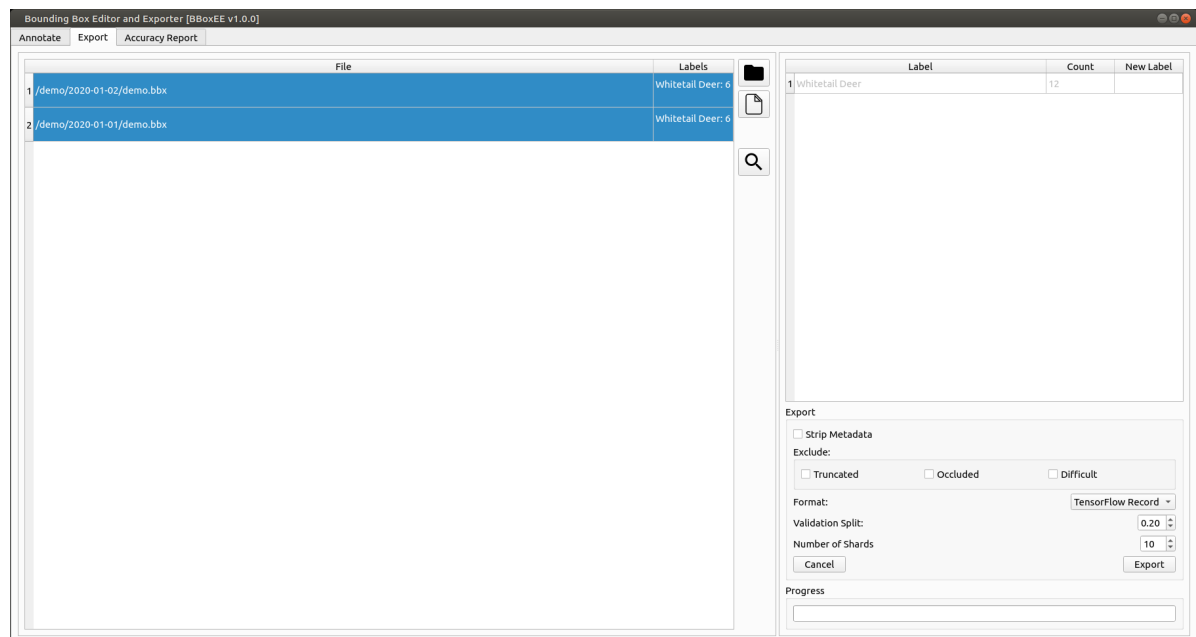 Bounding Box Editor and Exporter [BBoxEE v1.0.0]
Annotate Export Accuracy Report
File Labels
1 /demo/2020-01-02/demo.bbx Whitetail Deer: 6
2 /demo/2020-01-01/demo.bbx Whitetail Deer: 6
Label Count New Label
1 Whitetail Deer 12
Export
Strip Metadata
Exclude:
Truncated Occluded Difficult
Format: TensorFlow Record
Validation Split: 0.20
Number of Shards 10
Cancel Export
Progress